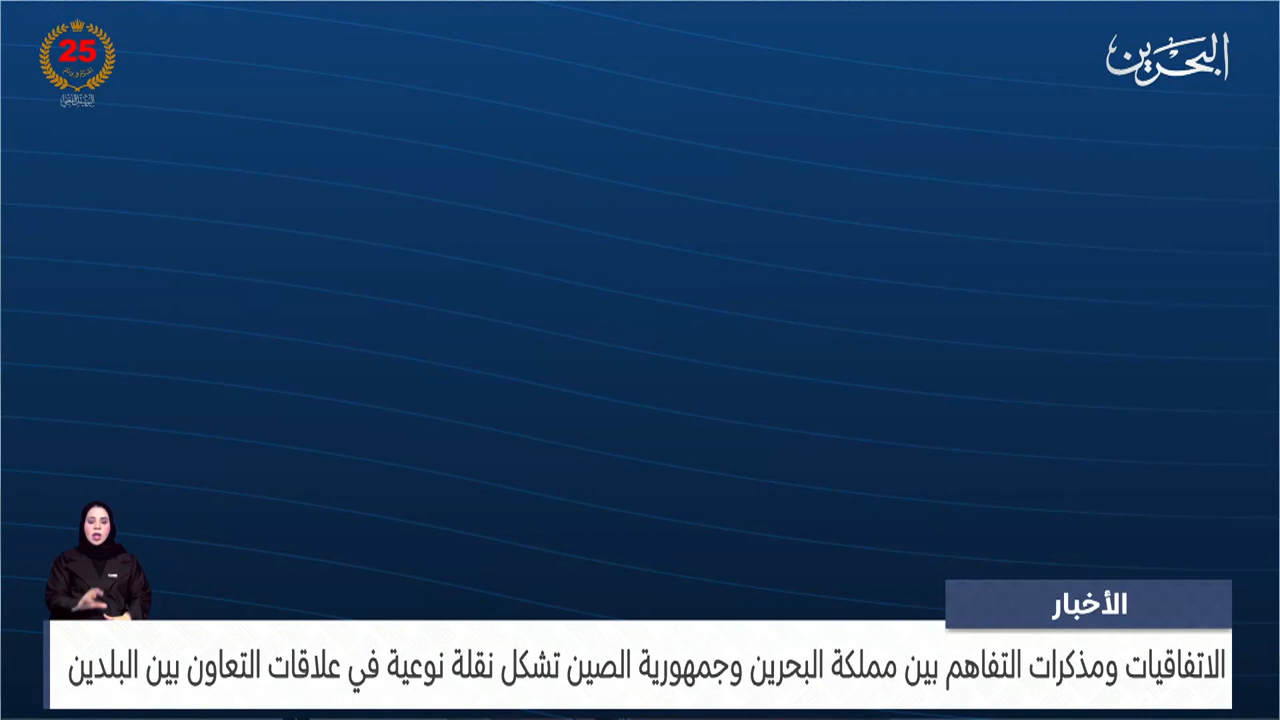 25
البحرين
الأخبار
الاتفاقيات ومذكرات التفاهم بين مملكة البحرين وجمهورية الصين تشكل نقلة نوعية في علاقات التعاون بين البلدين